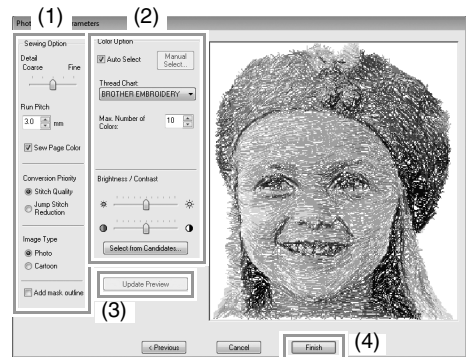 (1)
(2)
Phot
rameters
Sewing Option
Detail
Coarse Fine
Run Pitch
3.0 mm
Sew Page Color
Conversion Priority
Stitch Quality
Jump Stitch
Reduction
Image Type
Photo
Cartoon
Add mask outline
Color Option
Auto Select
Manual
Select...
Thread Chart:
BROTHER EMBROIDERY
Max. Number of
Colors:
10
Brightness / Contrast
Select from Candidates...
Update Preview
(3)
< Previous
Cancel
Finish
(4)